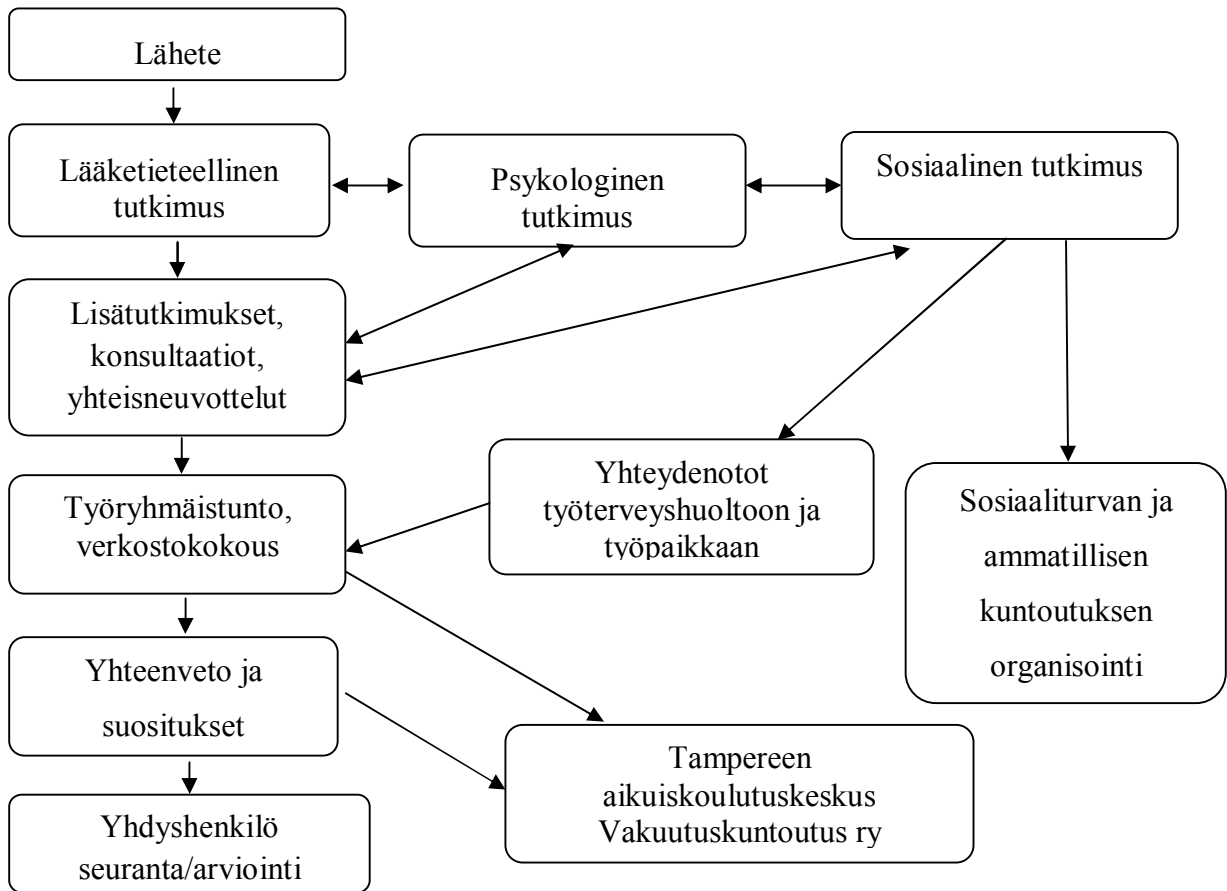 Lähete
Lääketieteellinen
tutkimus
Psykologinen
tutkimus
Sosiaalinen tutkimus
Lisätutkimukset,
konsultaatiot,
yhteisneuvottelut
Yhteydenotot
työterveyshuoltoon ja
työpaikkaan
Sosiaaliturvan ja
ammatillisen
kuntoutuksen
organisointi
Työryhmäistunto,
verkostokokous
Yhteenveto ja
suositukset
Tampereen
aikuiskoulutuskeskus
Vakuutuskuntoutus ry
Yhdyshenkilö
seuranta/arviointi